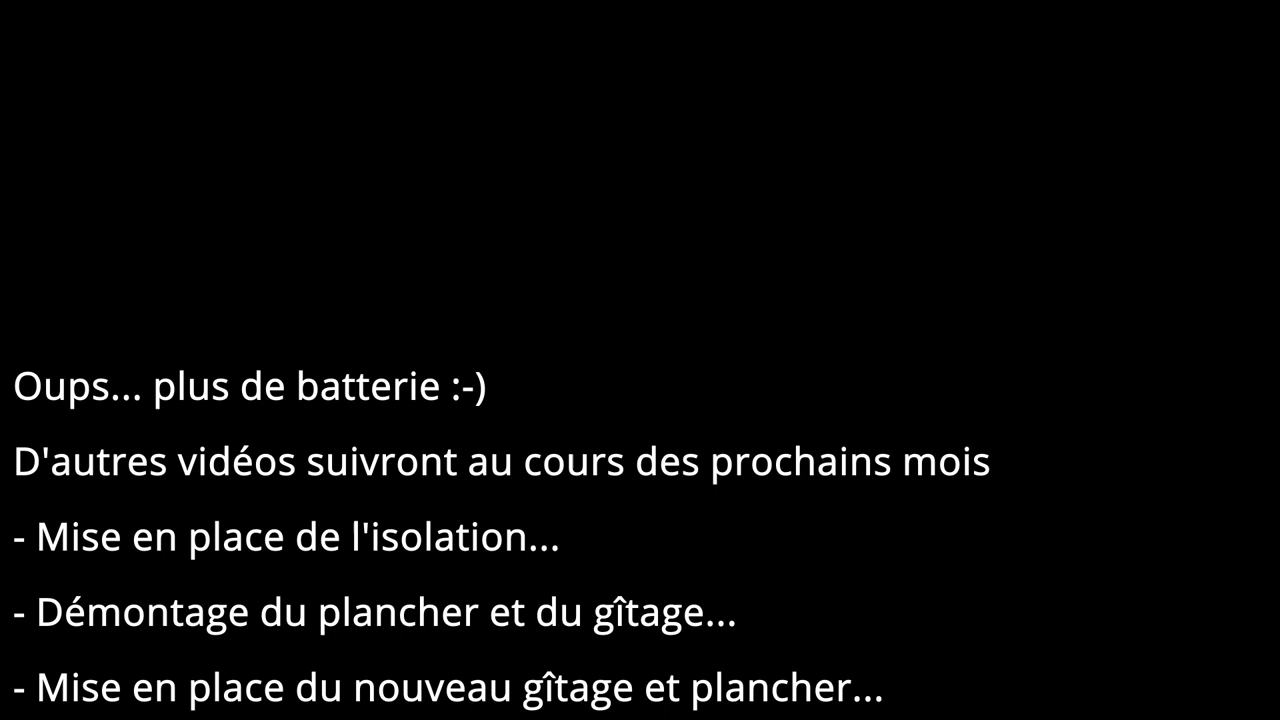 Oups... plus de batterie :-)
D'autres vidéos suivront au cours des prochains mois
- Mise en place de l'isolation...
- Démontage du plancher et du gîtage...
- Mise en place du nouveau gîtage et plancher...